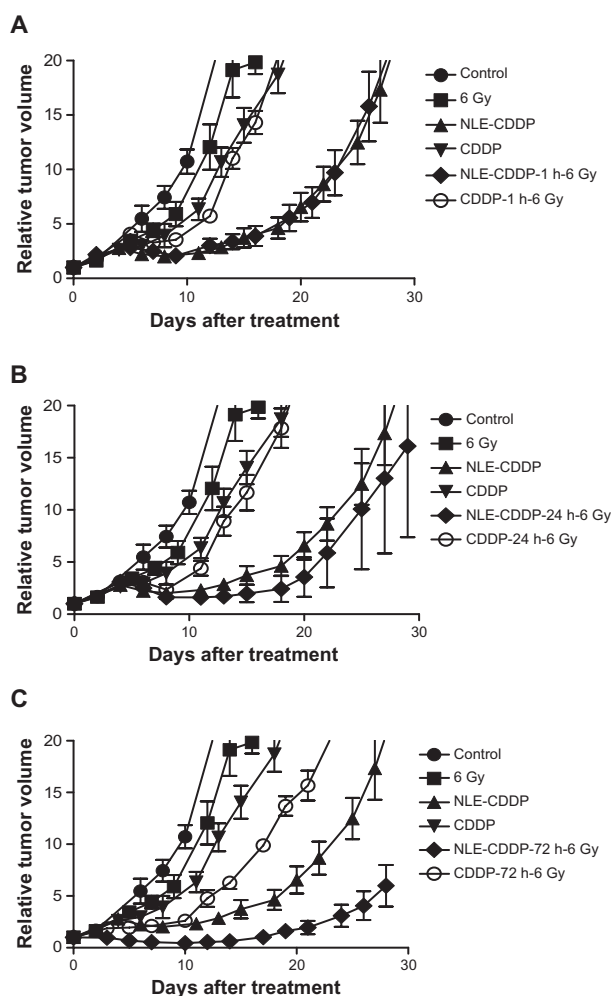 A
Relative tumor volume
20
15
10
5
0
0 10 20 30
Days after treatment
Control
6 Gy
NLE-CDDP
CDDP
NLE-CDDP-1 h-6 Gy
CDDP-1 h-6 Gy
B
Relative tumor volume
20
15
10
5
0
0 10 20 30
Days after treatment
Control
6 Gy
NLE-CDDP
CDDP
NLE-CDDP-24 h-6 Gy
CDDP-24 h-6 Gy
C
Relative tumor volume
20
15
10
5
0
0 10 20 30
Days after treatment
Control
6 Gy
NLE-CDDP
CDDP
NLE-CDDP-72 h-6 Gy
CDDP-72 h-6 Gy